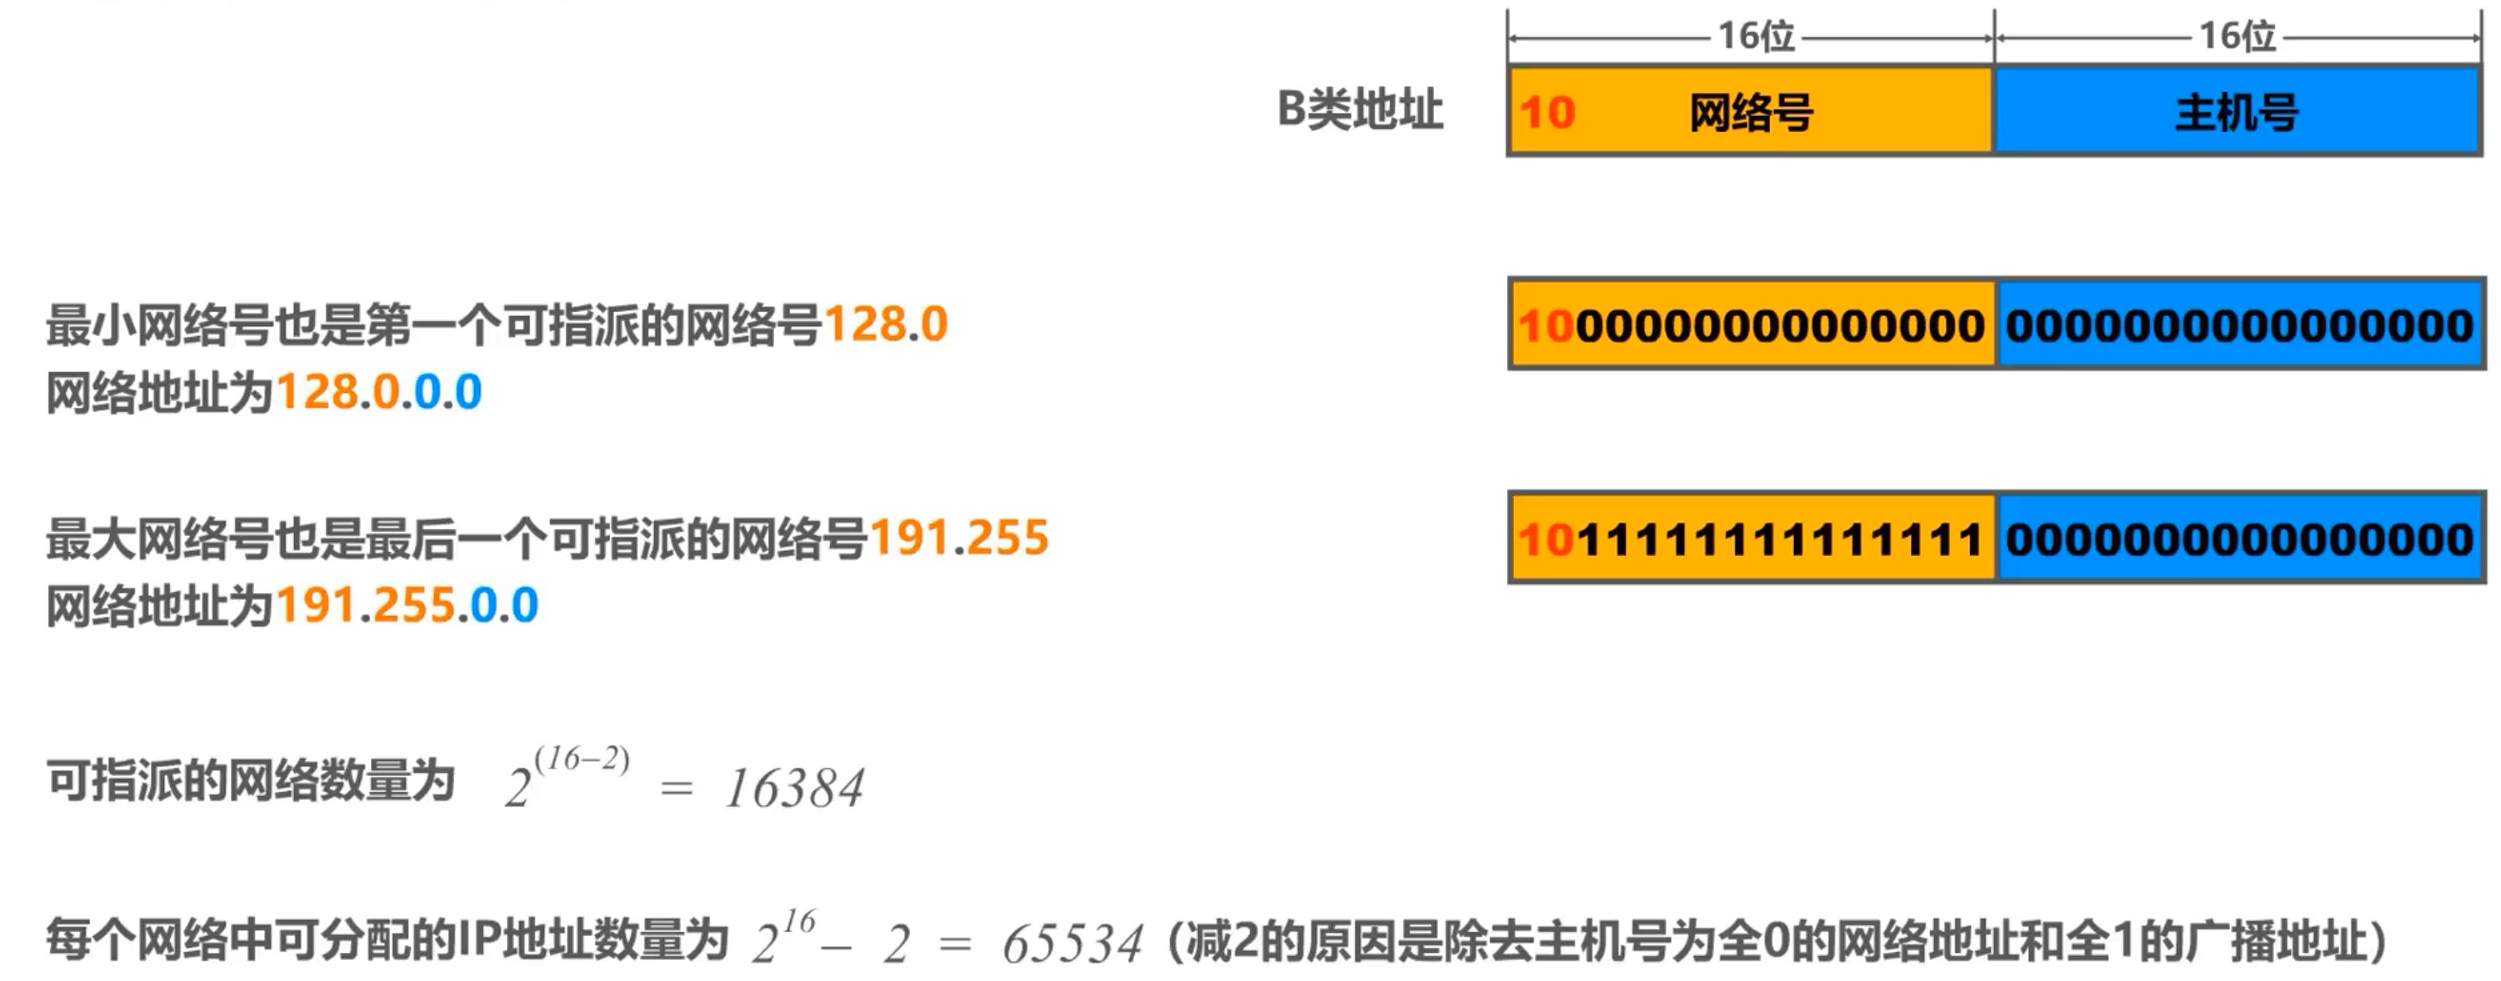 16位 16位
B类地址 10 网络号 主机号
最小网络号也是第一个可指派的网络号128.0
网络地址为128.0.0.0
1000000000000000 0000000000000000
最大网络号也是最后一个可指派的网络号191.255
网络地址为191.255.0.0
1011111111111111 0000000000000000
可指派的网络数量为 2^(16-2) = 16384
每个网络中可分配的IP地址数量为 2^16 - 2 = 65534（减2的原因是除去主机号为全0的网络地址和全1的广播地址）